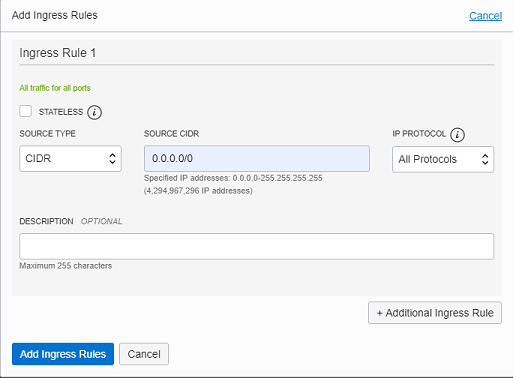 Add Ingress Rules Cancel
Ingress Rule 1
All traffic for all ports
STATELESS i
SOURCE TYPE SOURCE CIDR IP PROTOCOL i
CIDR 0.0.0.0/0 All Protocols
Specified IP addresses: 0.0.0.0-255.255.255.255
(4,294,967,296 IP addresses)
DESCRIPTION OPTIONAL
Maximum 255 characters
+ Additional Ingress Rule
Add Ingress Rules Cancel